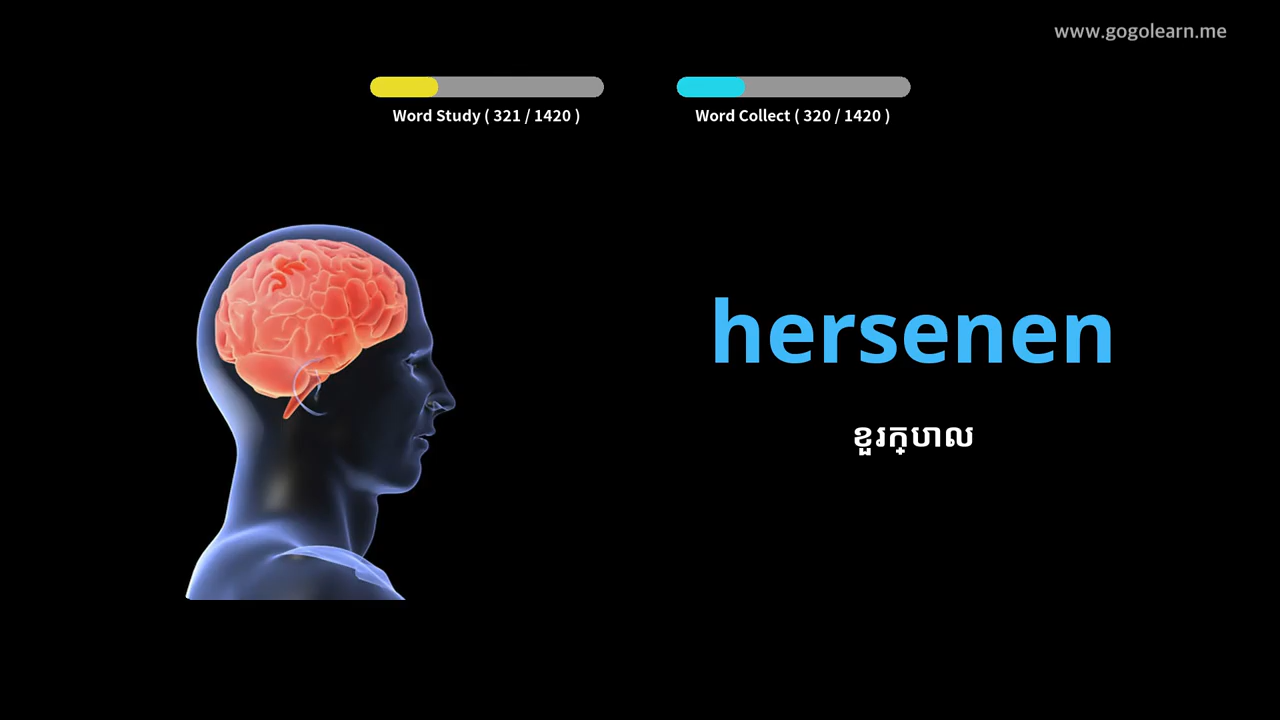 www.gogolearn.me
Word Study ( 321 / 1420 )
Word Collect ( 320 / 1420 )
hersenen
ខួរក្បាល